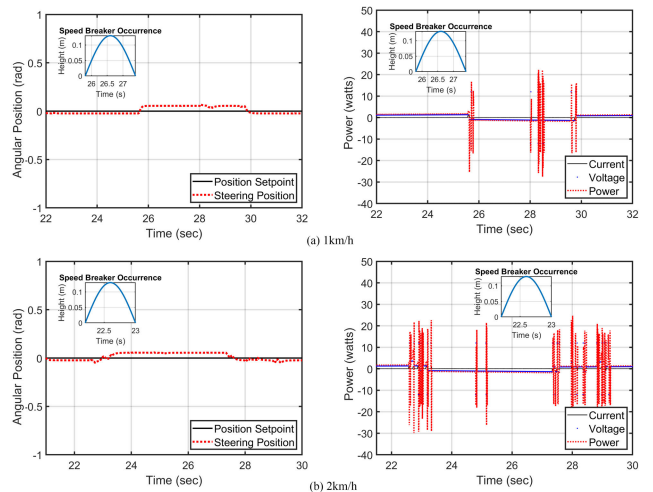 (a) 1km/h
Speed Breaker Occurrence
Height (m)
0.1
0.05
0
26 26.5 27
Time (s)
Angular Position (rad)
1
0.5
0
-0.5
-1
22 24 26 28 30 32
Time (sec)
Position Setpoint
Steering Position
Speed Breaker Occurrence
Height (m)
0.1
0.05
0
26 26.5 27
Time (s)
Power (watts)
50
40
30
20
10
0
-10
-20
-30
-40
22 24 26 28 30 32
Time (sec)
Current
Voltage
Power
(b) 2km/h
Speed Breaker Occurrence
Height (m)
0.1
0.05
0
22.5 23
Time (s)
Angular Position (rad)
1
0.5
0
-0.5
-1
22 24 26 28 30
Time (sec)
Position Setpoint
Steering Position
Speed Breaker Occurrence
Height (m)
0.1
0.05
0
22.5 23
Time (s)
Power (watts)
50
40
30
20
10
0
-10
-20
-30
-40
22 24 26 28 30
Time (sec)
Current
Voltage
Power